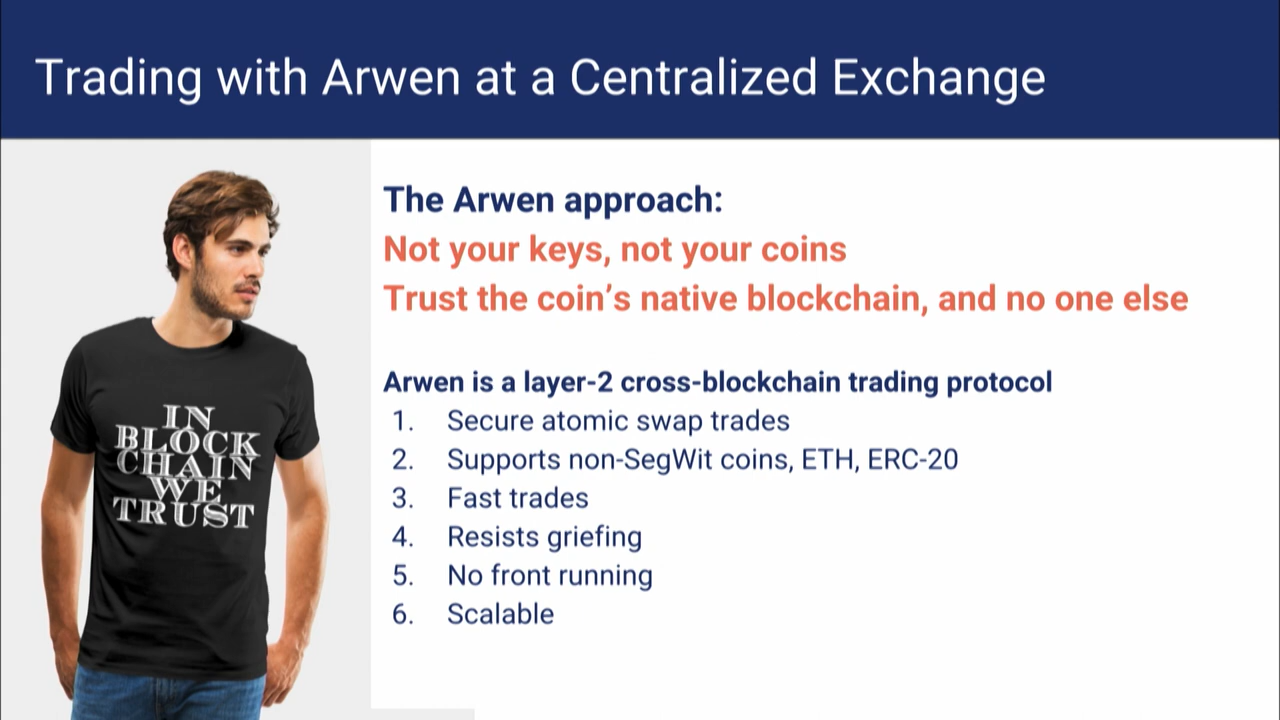 Trading with Arwen at a Centralized Exchange
The Arwen approach:
Not your keys, not your coins
Trust the coin’s native blockchain, and no one else
Arwen is a layer-2 cross-blockchain trading protocol
1. Secure atomic swap trades
2. Supports non-SegWit coins, ETH, ERC-20
3. Fast trades
4. Resists griefing
5. No front running
6. Scalable
IN
BLOCK
CHAIN
WE
TRUST